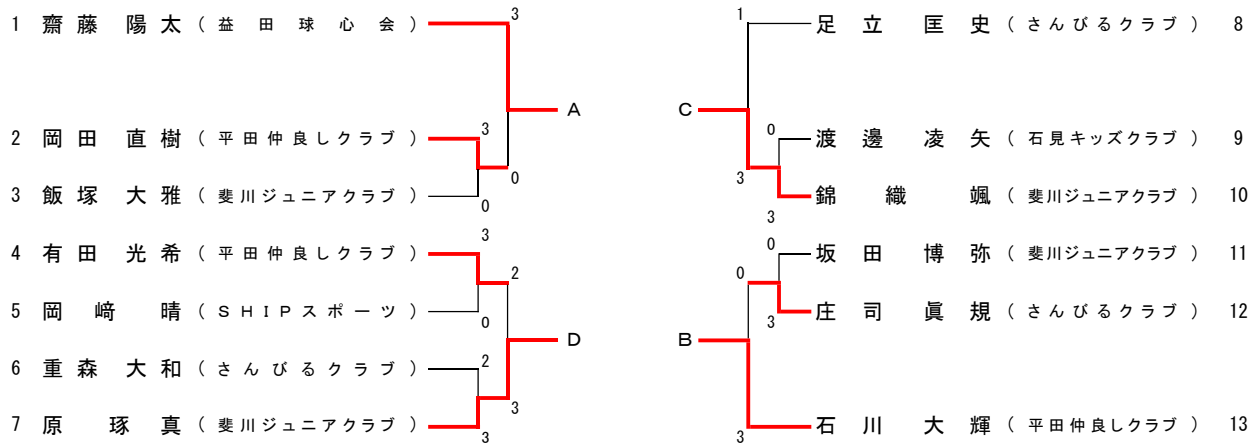 3
1 齋藤 陽太 (益田球心会)
A
2 岡田 直樹 (平田仲良しクラブ) 3
0
3 飯塚 大雅 (斐川ジュニアクラブ) 0
3
4 有田 光希 (平田仲良しクラブ)
2
5 岡﨑 晴 (SHIPスポーツ) 0
D
6 重森 大和 (さんびるクラブ) 2
3
7 原 琢真 (斐川ジュニアクラブ) 3
1
足立 匡史 (さんびるクラブ) 8
C
0 渡邊 凌矢 (石見キッズクラブ) 9
3
錦織 颯 (斐川ジュニアクラブ) 10
3
0 坂田 博弥 (斐川ジュニアクラブ) 11
0
3 庄司 眞規 (さんびるクラブ) 12
B
3 石川 大輝 (平田仲良しクラブ) 13